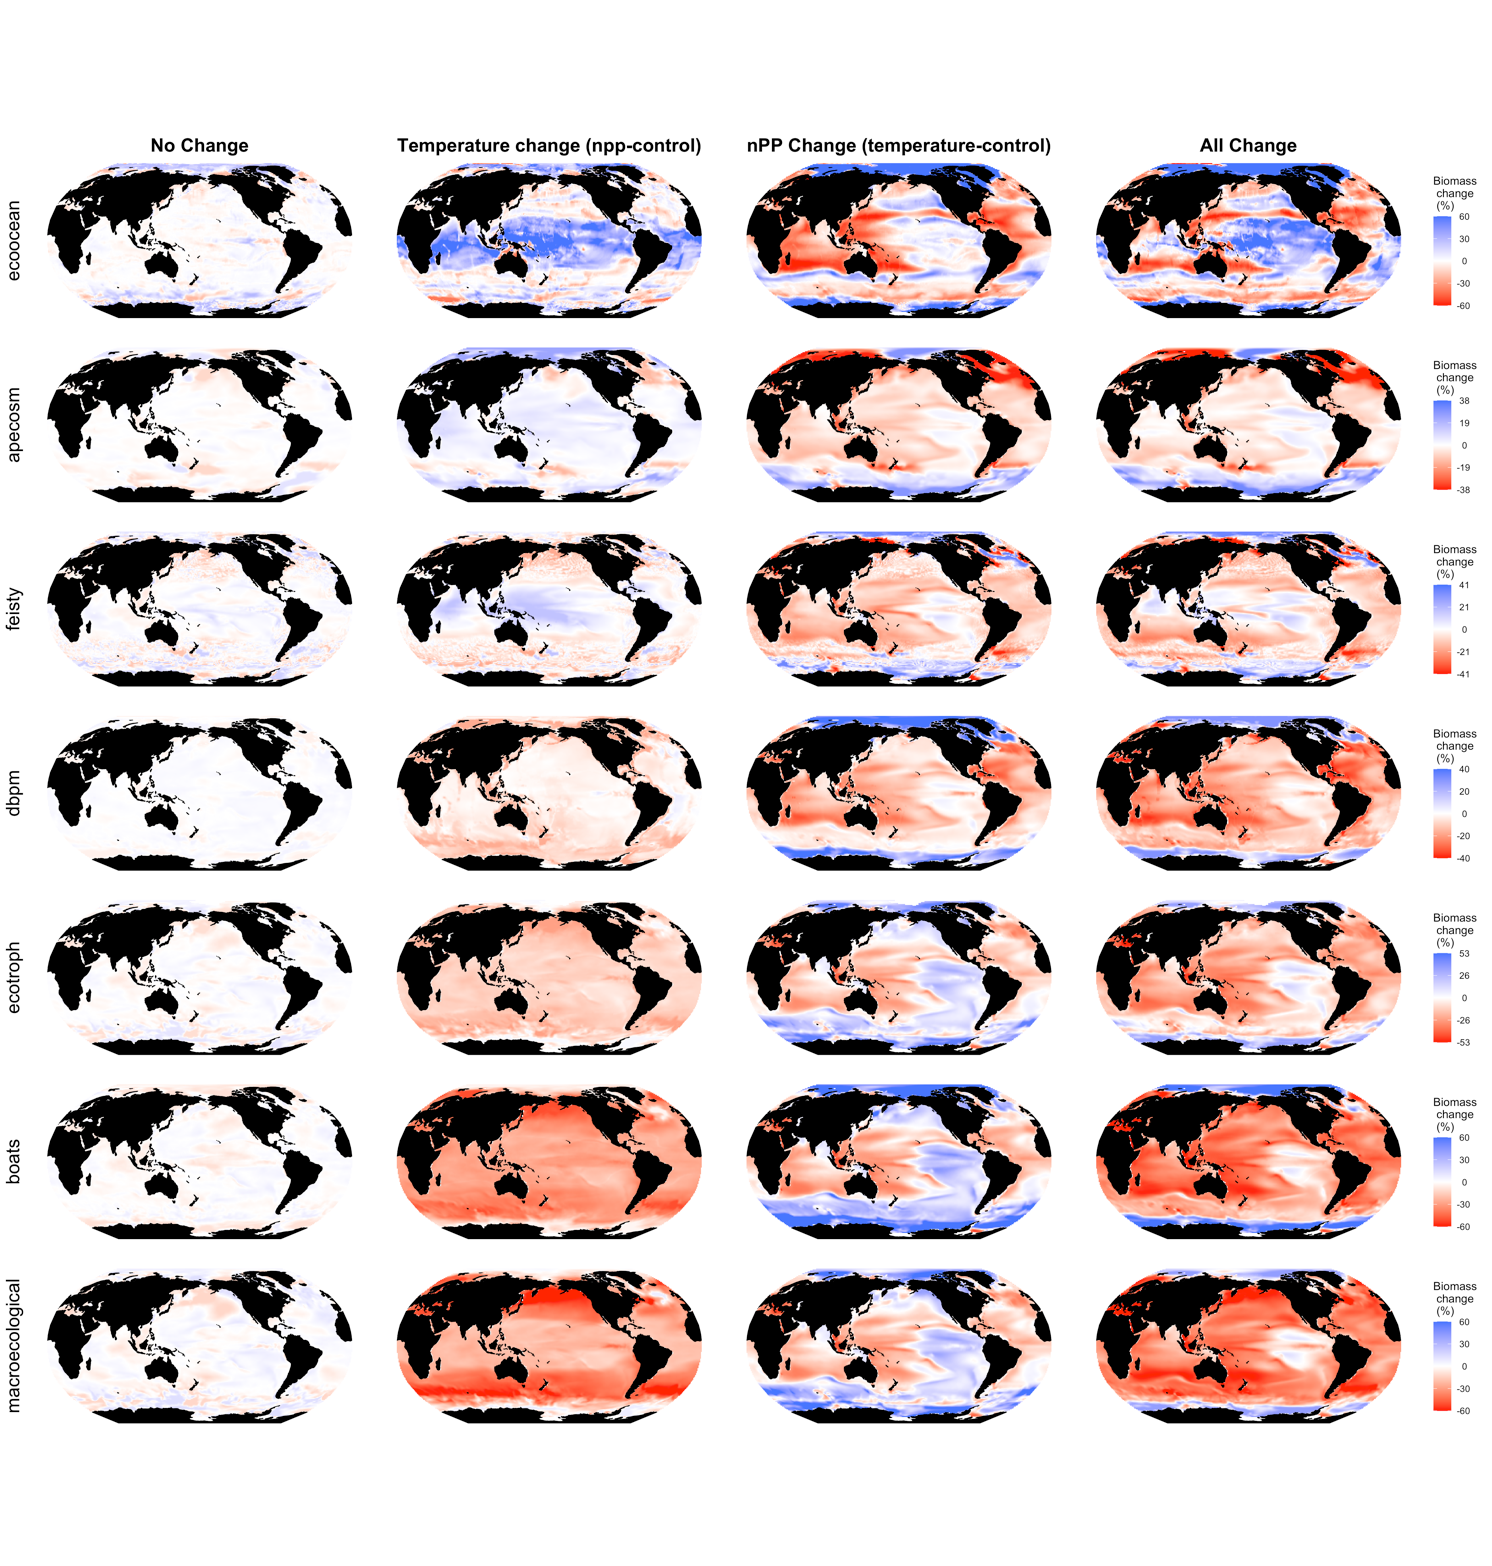 No Change
Temperature change (npp-control)
nPP Change (temperature-control)
All Change
ecoocean
Biomass
change
(%)
60
30
0
-30
-60
apecosm
Biomass
change
(%)
38
19
0
-19
-38
feisty
Biomass
change
(%)
41
21
0
-21
-41
dbpm
Biomass
change
(%)
40
20
0
-20
-40
ecotroph
Biomass
change
(%)
53
26
0
-26
-53
boats
Biomass
change
(%)
60
30
0
-30
-60
macroecological
Biomass
change
(%)
60
30
0
-30
-60